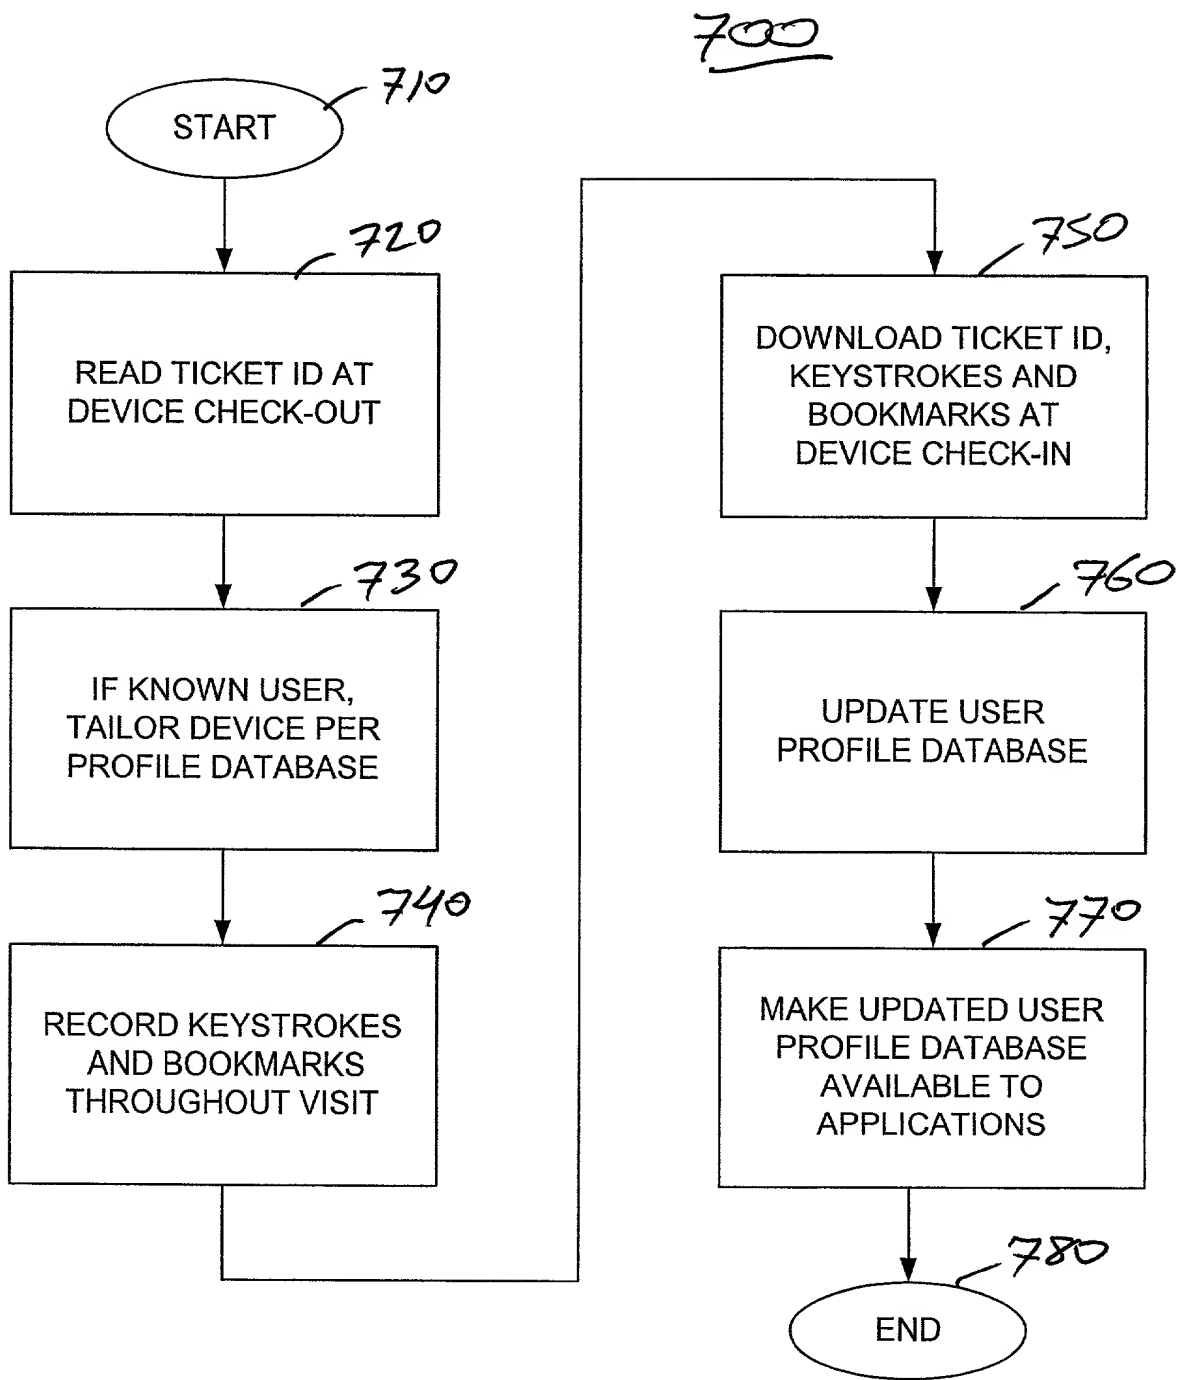 700
710
START
720
READ TICKET ID AT
DEVICE CHECK-OUT
730
IF KNOWN USER,
TAILOR DEVICE PER
PROFILE DATABASE
740
RECORD KEYSTROKES
AND BOOKMARKS
THROUGHOUT VISIT
750
DOWNLOAD TICKET ID,
KEYSTROKES AND
BOOKMARKS AT
DEVICE CHECK-IN
760
UPDATE USER
PROFILE DATABASE
770
MAKE UPDATED USER
PROFILE DATABASE
AVAILABLE TO
APPLICATIONS
780
END